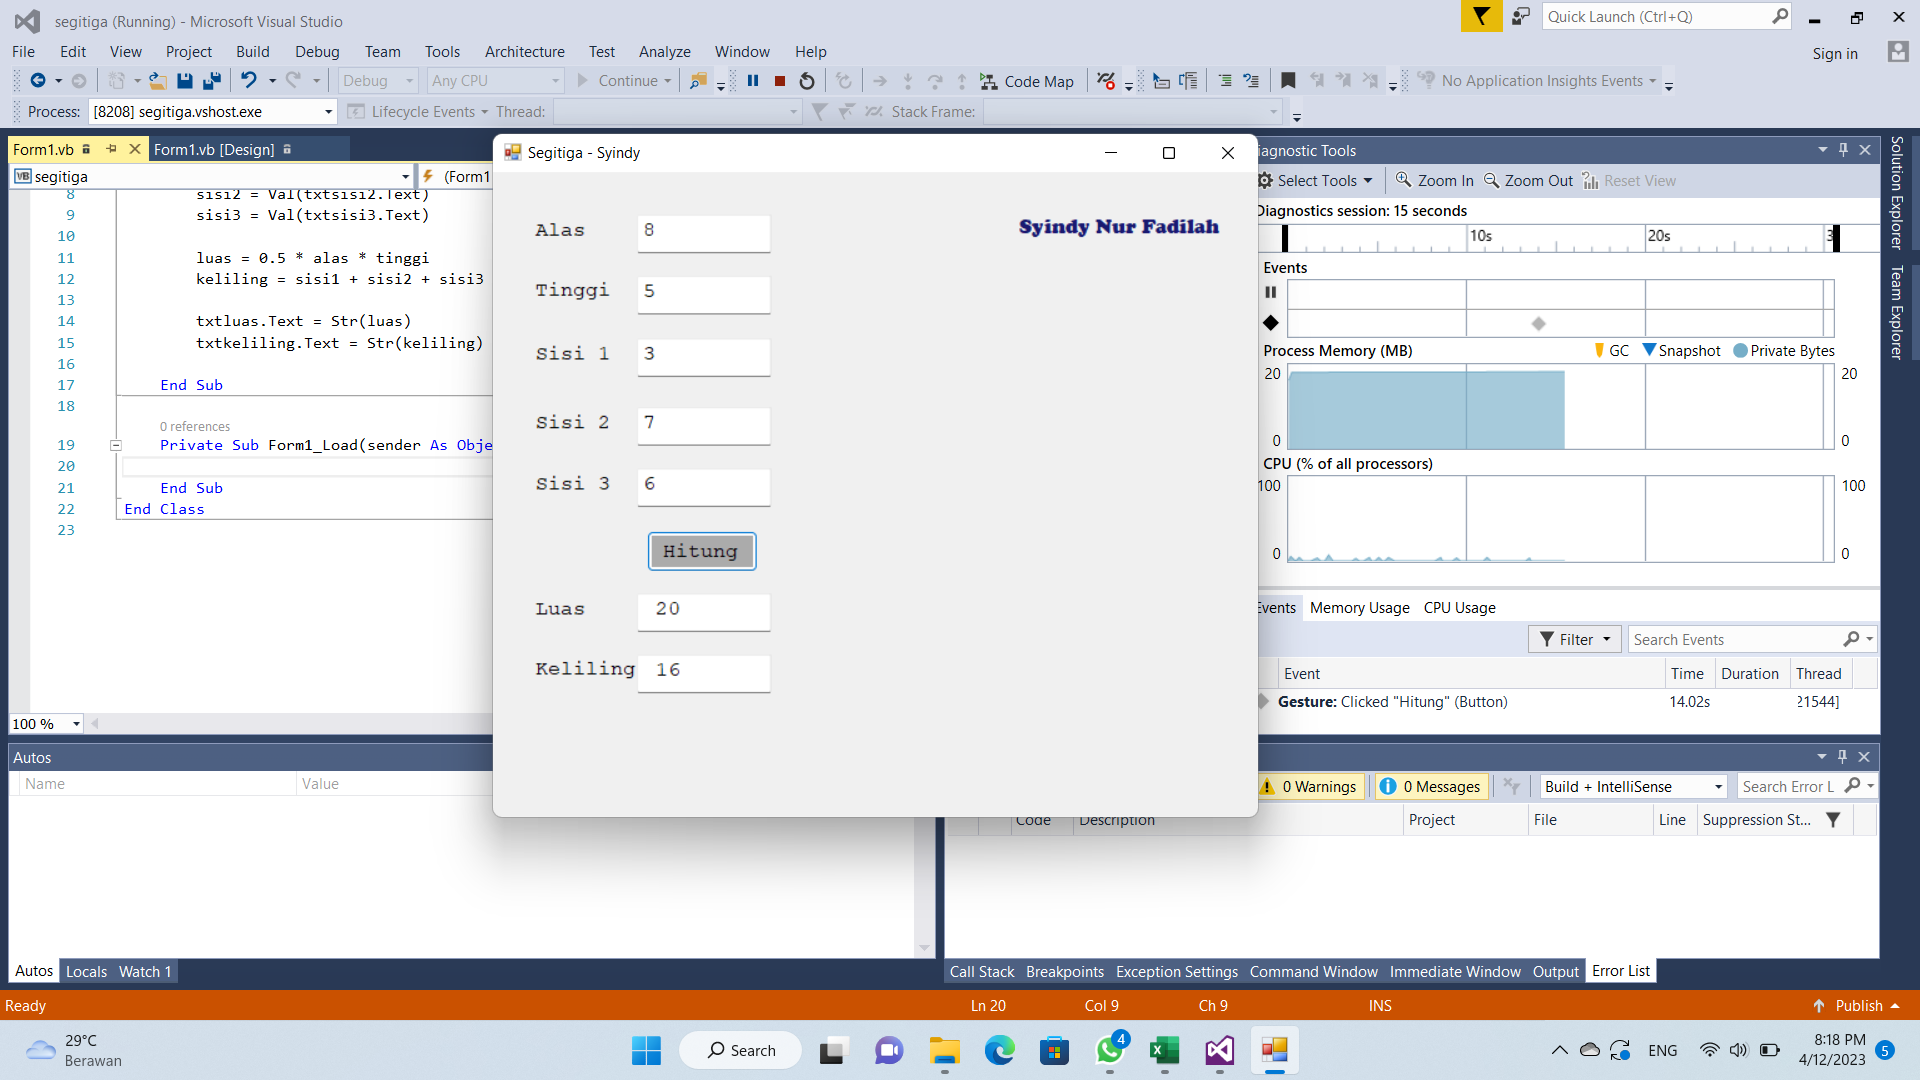 segitiga (Running) - Microsoft Visual Studio
Quick Launch (Ctrl+Q)
File Edit View Project Build Debug Team Tools Architecture Test Analyze Window Help
Sign in
Debug Any CPU Continue Code Map No Application Insights Events
Process: [8208] segitiga.vshost.exe Lifecycle Events Thread: Stack Frame:
Form1.vb Form1.vb [Design]
segitiga (Form1
8 sisi2 = Val(txtsisi2.Text)
9 sisi3 = Val(txtsisi3.Text)
10
11 luas = 0.5 * alas * tinggi
12 keliling = sisi1 + sisi2 + sisi3
13
14 txtluas.Text = Str(luas)
15 txtkeliling.Text = Str(keliling)
16
17 End Sub
18
0 references
19 Private Sub Form1_Load(sender As Obje
20
21 End Sub
22 End Class
23
100 %
Segitiga - Syindy
Syindy Nur Fadilah
Alas 8
Tinggi 5
Sisi 1 3
Sisi 2 7
Sisi 3 6
Hitung
Luas 20
Keliling 16
iagnostic Tools
Select Tools Zoom In Zoom Out Reset View
Diagnostics session: 15 seconds
10s 20s 3
Events
Process Memory (MB) GC Snapshot Private Bytes
20 20
0 0
CPU (% of all processors)
100 100
0 0
Events Memory Usage CPU Usage
Filter Search Events
Event Time Duration Thread
Gesture: Clicked "Hitung" (Button) 14.02s 21544]
Solution Explorer
Team Explorer
Autos
Name Value
Autos Locals Watch 1
0 Warnings 0 Messages Build + IntelliSense Search Error L
Code Description Project File Line Suppression St...
Call Stack Breakpoints Exception Settings Command Window Immediate Window Output Error List
Ready Ln 20 Col 9 Ch 9 INS Publish
29°C
Berawan
Search
4
ENG
8:18 PM
4/12/2023
5